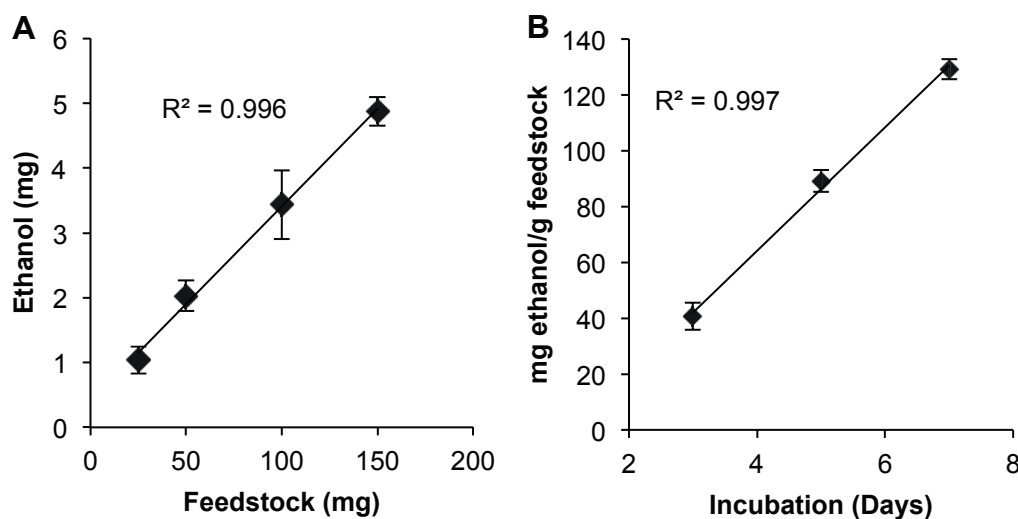 A
6
5
4
3
2
1
0
R² = 0.996
Ethanol (mg)
0 50 100 150 200
Feedstock (mg)
B
140
120
100
80
60
40
20
0
R² = 0.997
mg ethanol/g feedstock
2 4 6 8
Incubation (Days)